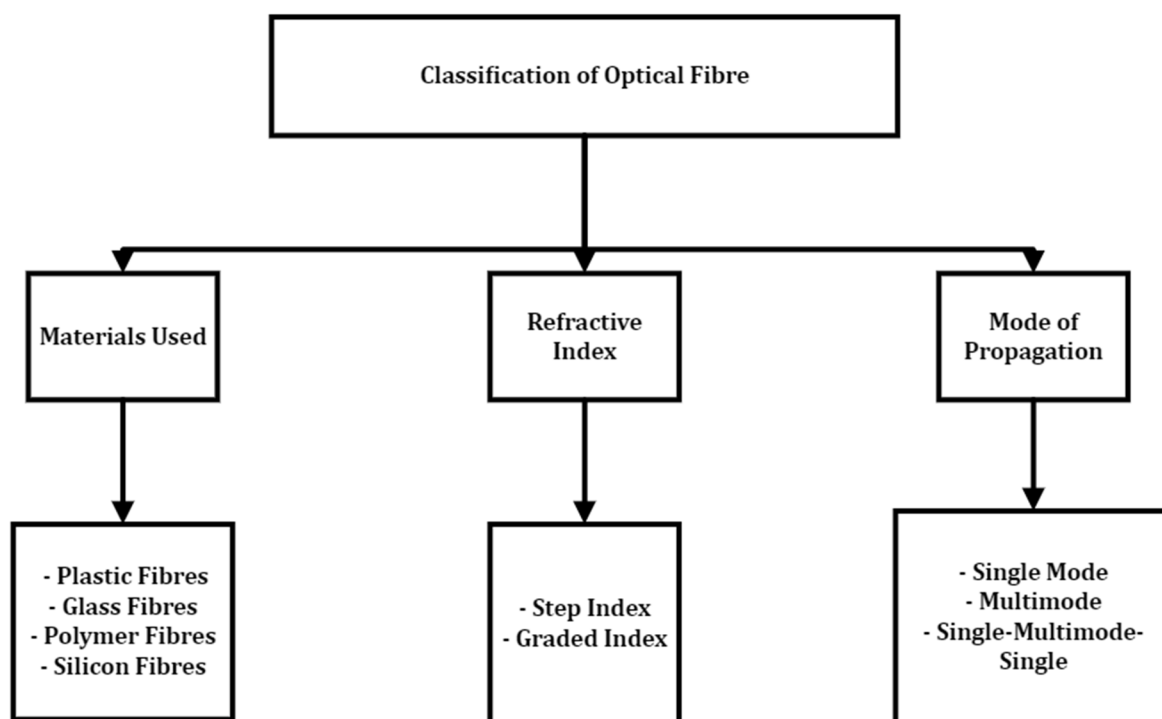 Classification of Optical Fibre
Materials Used
Refractive
Index
Mode of
Propagation
- Plastic Fibres
- Glass Fibres
- Polymer Fibres
- Silicon Fibres
- Step Index
- Graded Index
- Single Mode
- Multimode
- Single-Multimode-
Single